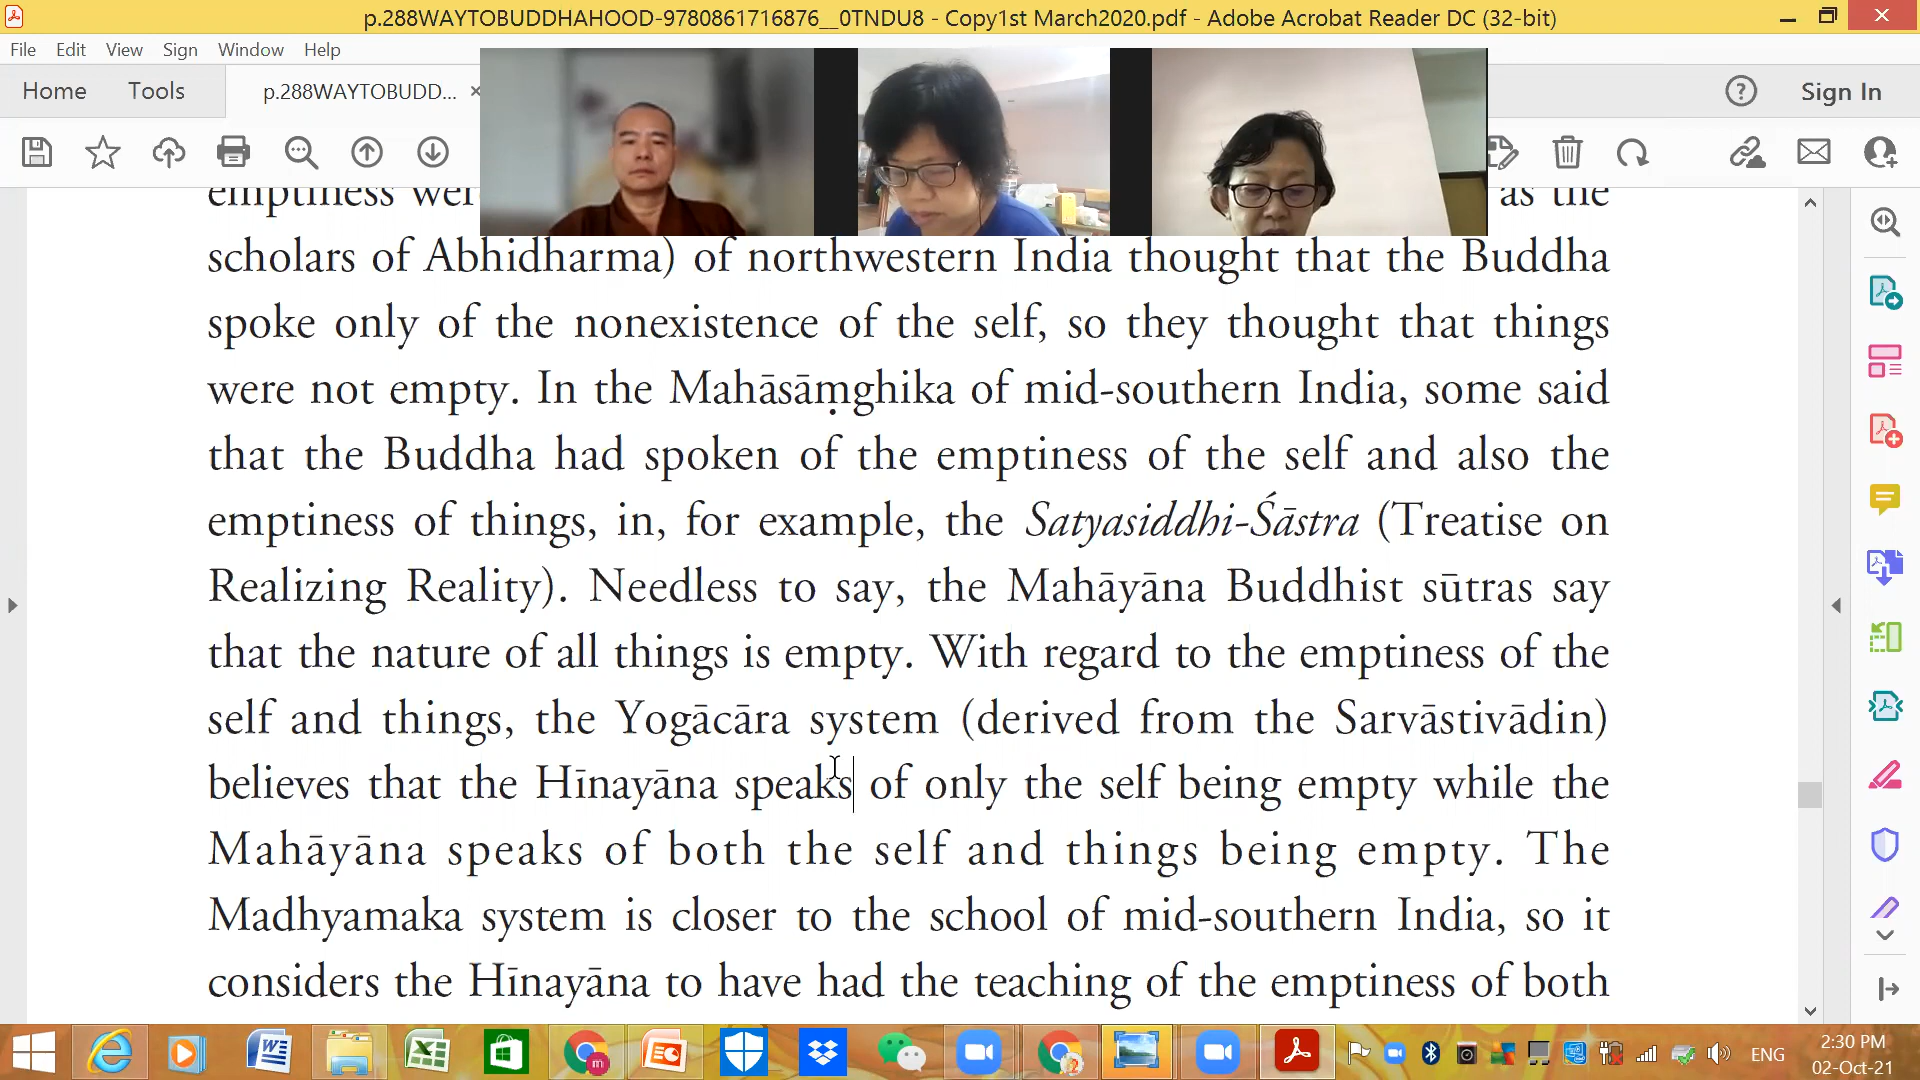 p.288WAYTOBUDDHAHOOD-9780861716876__0TNDU8 - Copy1st March2020.pdf - Adobe Acrobat Reader DC (32-bit)
File Edit View Sign Window Help
Home Tools p.288WAYTOBUDD... × Sign In
emptiness as the
scholars of Abhidharma) of northwestern India thought that the Buddha
spoke only of the nonexistence of the self, so they thought that things
were not empty. In the Mahāsāṃghika of mid-southern India, some said
that the Buddha had spoken of the emptiness of the self and also the
emptiness of things, in, for example, the Satyasiddhi-Śāstra (Treatise on
Realizing Reality). Needless to say, the Mahāyāna Buddhist sūtras say
that the nature of all things is empty. With regard to the emptiness of the
self and things, the Yogācāra system (derived from the Sarvāstivādin)
believes that the Hīnayāna speaks of only the self being empty while the
Mahāyāna speaks of both the self and things being empty. The
Madhyamaka system is closer to the school of mid-southern India, so it
considers the Hīnayāna to have had the teaching of the emptiness of both
ENG
2:30 PM
02-Oct-21